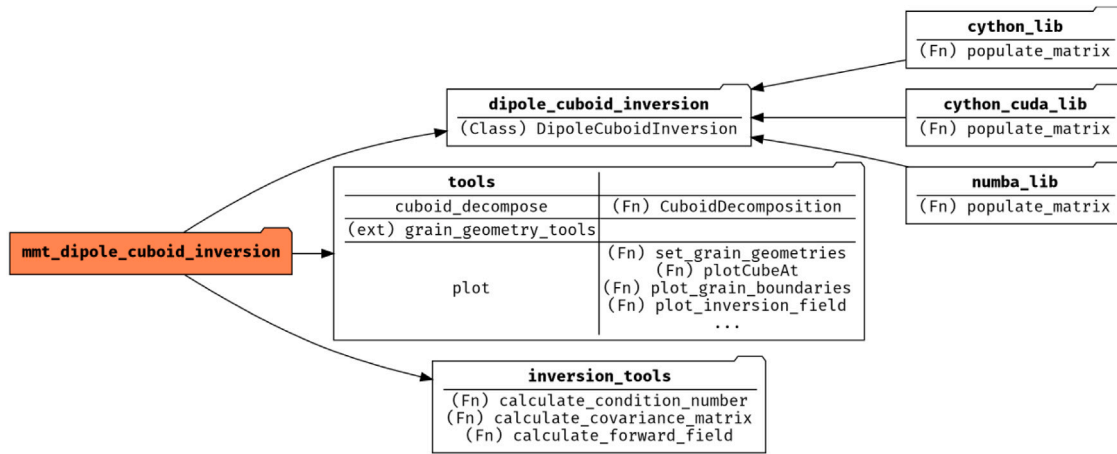 cython_lib
(Fn) populate_matrix
dipole_cuboid_inversion
(Class) DipoleCuboidInversion
cython_cuda_lib
(Fn) populate_matrix
numba_lib
(Fn) populate_matrix
tools
cuboid_decompose (Fn) CuboidDecomposition
(ext) grain_geometry_tools
plot
(Fn) set_grain_geometries
(Fn) plotCubeAt
(Fn) plot_grain_boundaries
(Fn) plot_inversion_field
...
mmt_dipole_cuboid_inversion
inversion_tools
(Fn) calculate_condition_number
(Fn) calculate_covariance_matrix
(Fn) calculate_forward_field